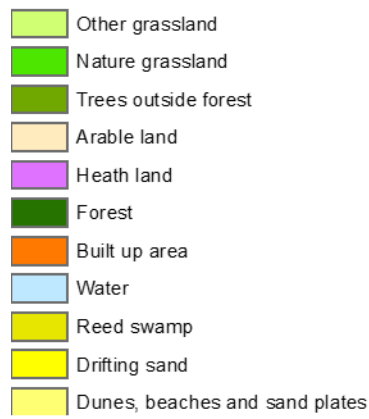 Other grassland
Nature grassland
Trees outside forest
Arable land
Heath land
Forest
Built up area
Water
Reed swamp
Drifting sand
Dunes, beaches and sand plates